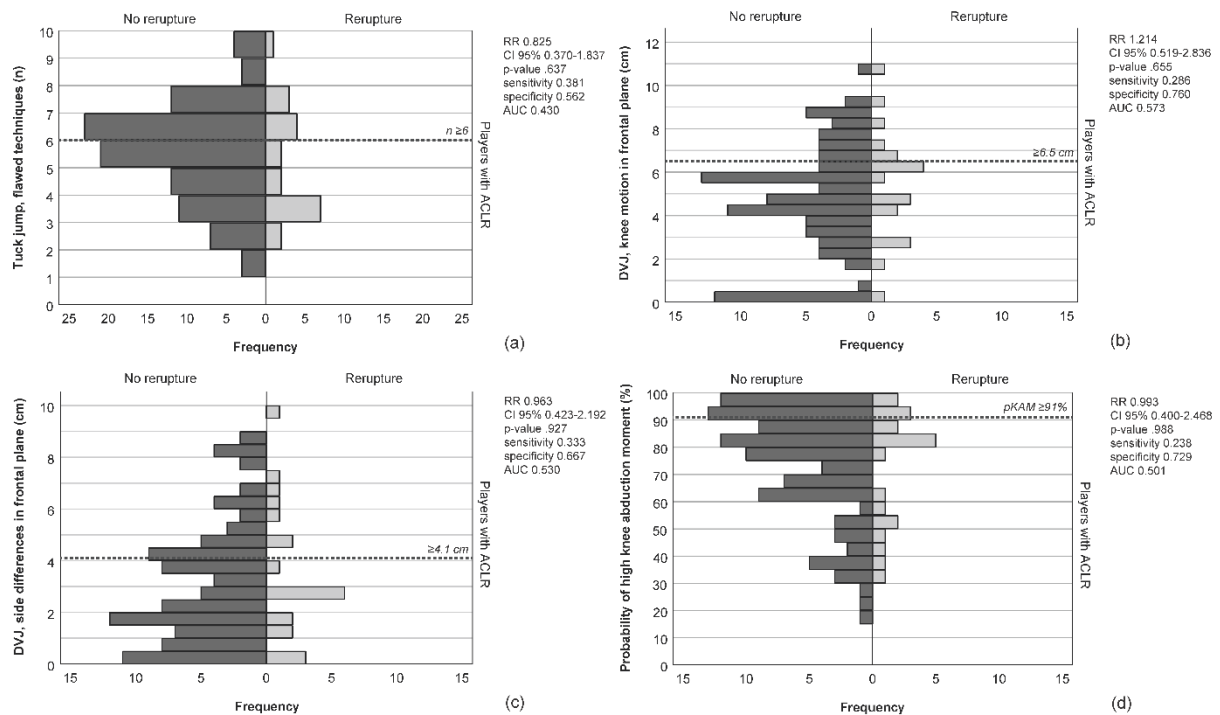 No rerupture Rerupture
Tuck jump, flawed techniques (n)
10
9
8
7
6
5
4
3
2
1
0
n ≥6
25 20 15 10 5 0 5 10 15 20 25
Frequency
Players with ACLR
RR 0.825
CI 95% 0.370-1.837
p-value .637
sensitivity 0.381
specificity 0.562
AUC 0.430
(a)
No rerupture Rerupture
DVJ, knee motion in frontal plane (cm)
12
10
8
6
4
2
0
≥6.5 cm
15 10 5 0 5 10 15
Frequency
Players with ACLR
RR 1.214
CI 95% 0.519-2.836
p-value .655
sensitivity 0.286
specificity 0.760
AUC 0.573
(b)
No rerupture Rerupture
DVJ, side differences in frontal plane (cm)
10
8
6
4
2
0
≥4.1 cm
15 10 5 0 5 10 15
Frequency
Players with ACLR
RR 0.963
CI 95% 0.423-2.192
p-value .927
sensitivity 0.333
specificity 0.667
AUC 0.530
(c)
No rerupture Rerupture
Probability of high knee abduction moment (%)
100
90
80
70
60
50
40
30
20
10
0
pKAM ≥91%
15 10 5 0 5 10 15
Frequency
Players with ACLR
RR 0.993
CI 95% 0.400-2.468
p-value .988
sensitivity 0.238
specificity 0.729
AUC 0.501
(d)